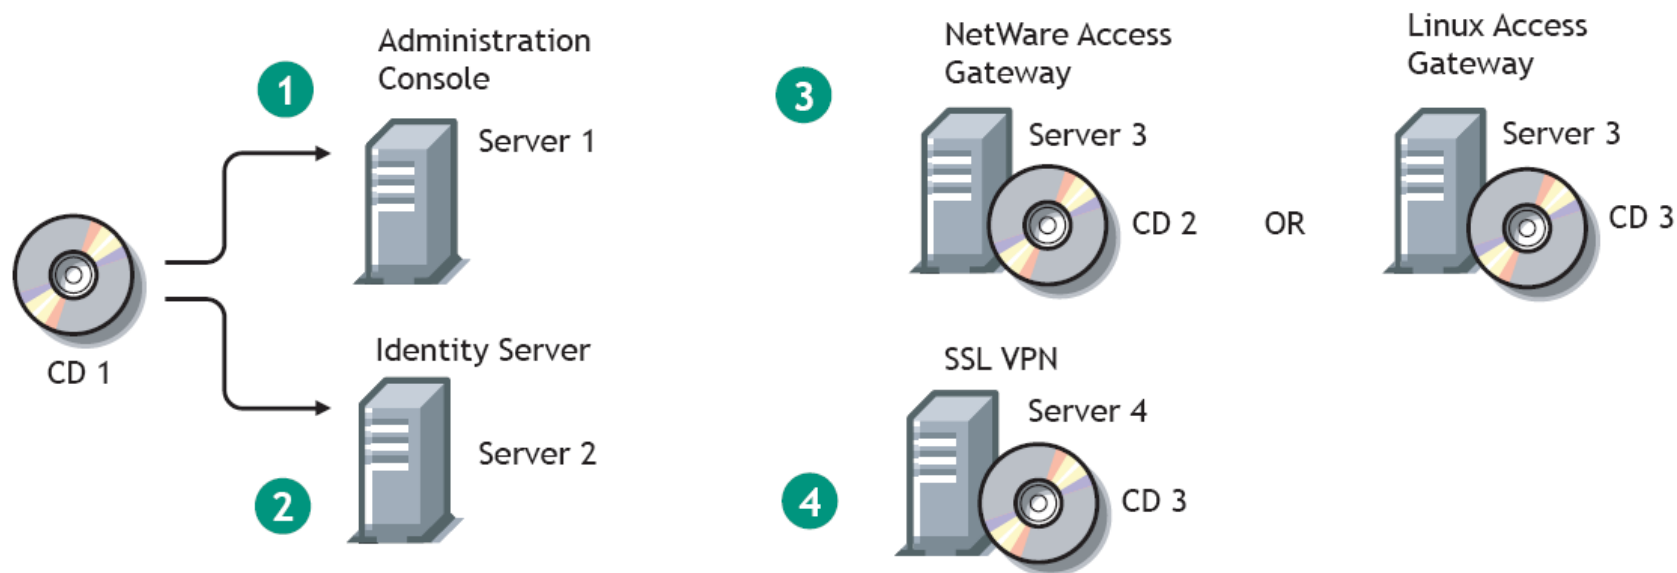 1
Administration
Console
Server 1
CD 1
Identity Server
Server 2
2
3
NetWare Access
Gateway
Server 3
CD 2
OR
Linux Access
Gateway
Server 3
CD 3
SSL VPN
Server 4
CD 3
4